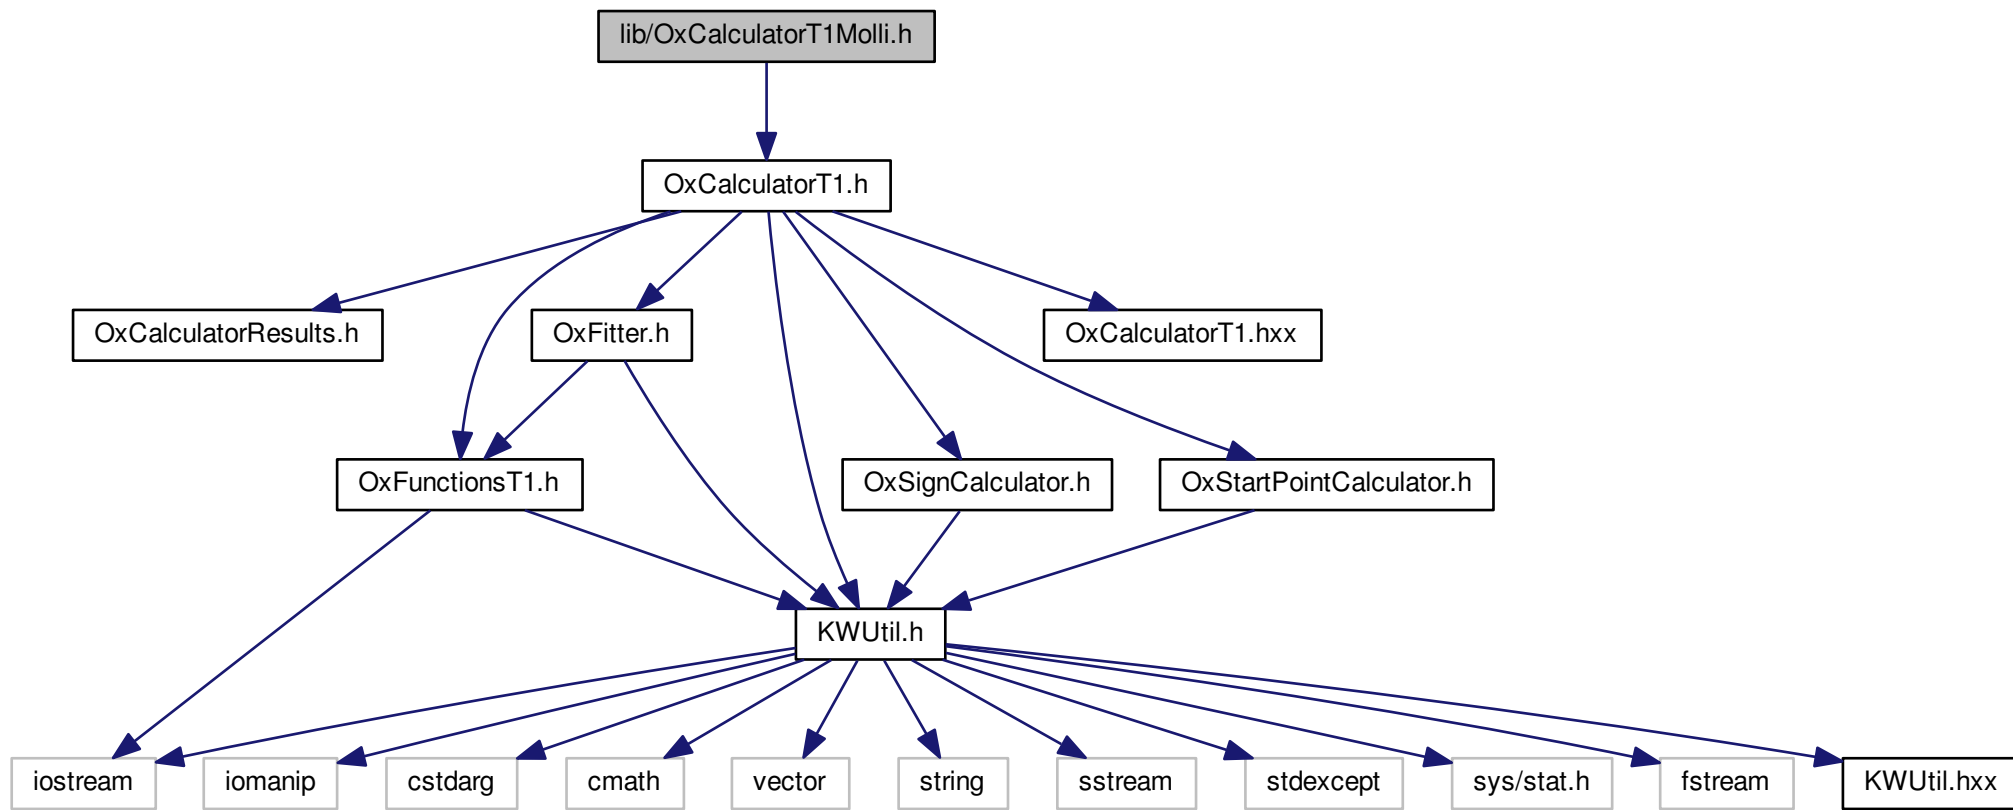 lib/OxCalculatorT1Molli.h
OxCalculatorT1.h
OxCalculatorResults.h
OxFitter.h
OxCalculatorT1.hxx
OxFunctionsT1.h
OxSignCalculator.h
OxStartPointCalculator.h
KWUtil.h
iostream
iomanip
cstdarg
cmath
vector
string
sstream
stdexcept
sys/stat.h
fstream
KWUtil.hxx